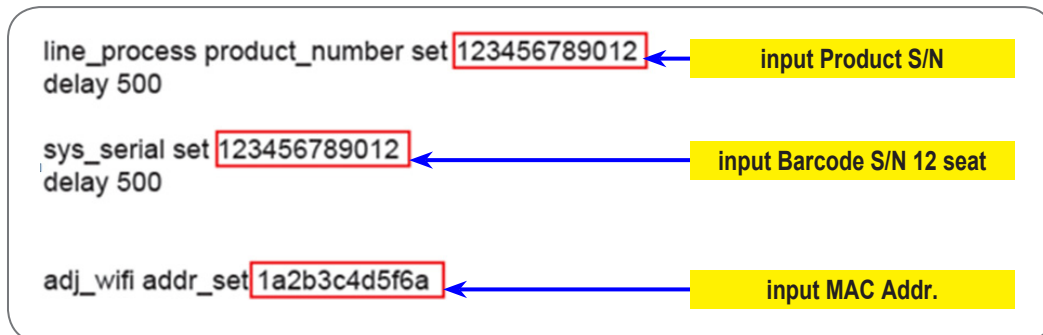 line_process product_number set 123456789012 input Product S/N
delay 500
sys_serial set 123456789012 input Barcode S/N 12 seat
delay 500
adj_wifi addr_set 1a2b3c4d5f6a input MAC Addr.